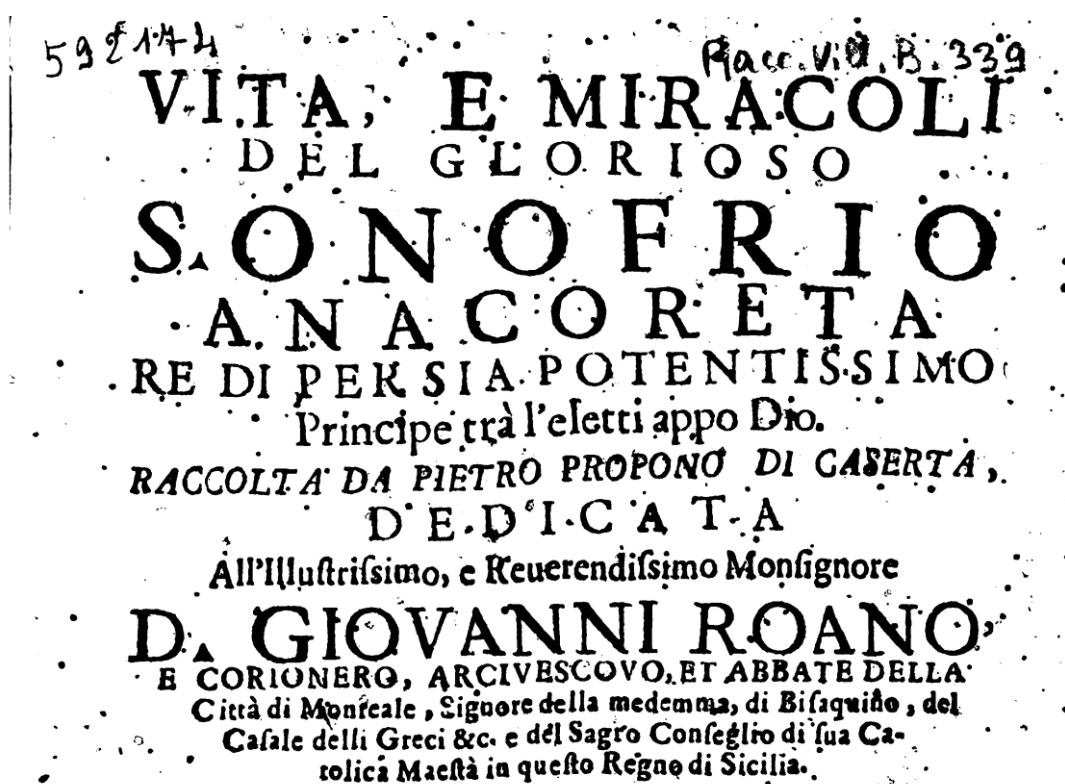 592174
Racc. Vill. B. 339
VITA, E MIRACOLI
DEL GLORIOSO
S. ONOFRIO
ANACORETA
RE DI PERSIA POTENTISSIMO
Principe trà l'eletti appo Dio.
RACCOLTA DA PIETRO PROPONO DI CASERTA,
DEDICATA
All'Illuſtriſsimo, e Reuerendiſsimo Monſignore
D. GIOVANNI ROANO,
E CORIONERO, ARCIVESCOVO, ET ABBATE DELLA
Città di Monreale, Signore della medemma, di Biſaquino, del
Caſale delli Greci &c. e del Sagro Conſeglio di ſua Ca-
tolica Maeſtà in queſto Regno di Sicilia.